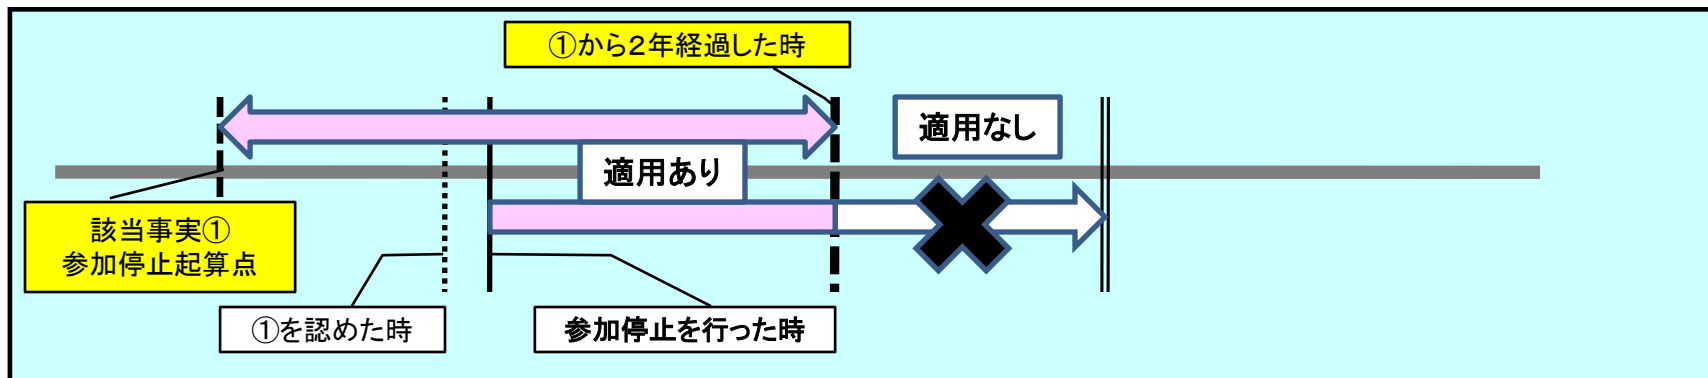 ①から2年経過した時
適用なし
適用あり
該当事実①
参加停止起算点
①を認めた時
参加停止を行った時